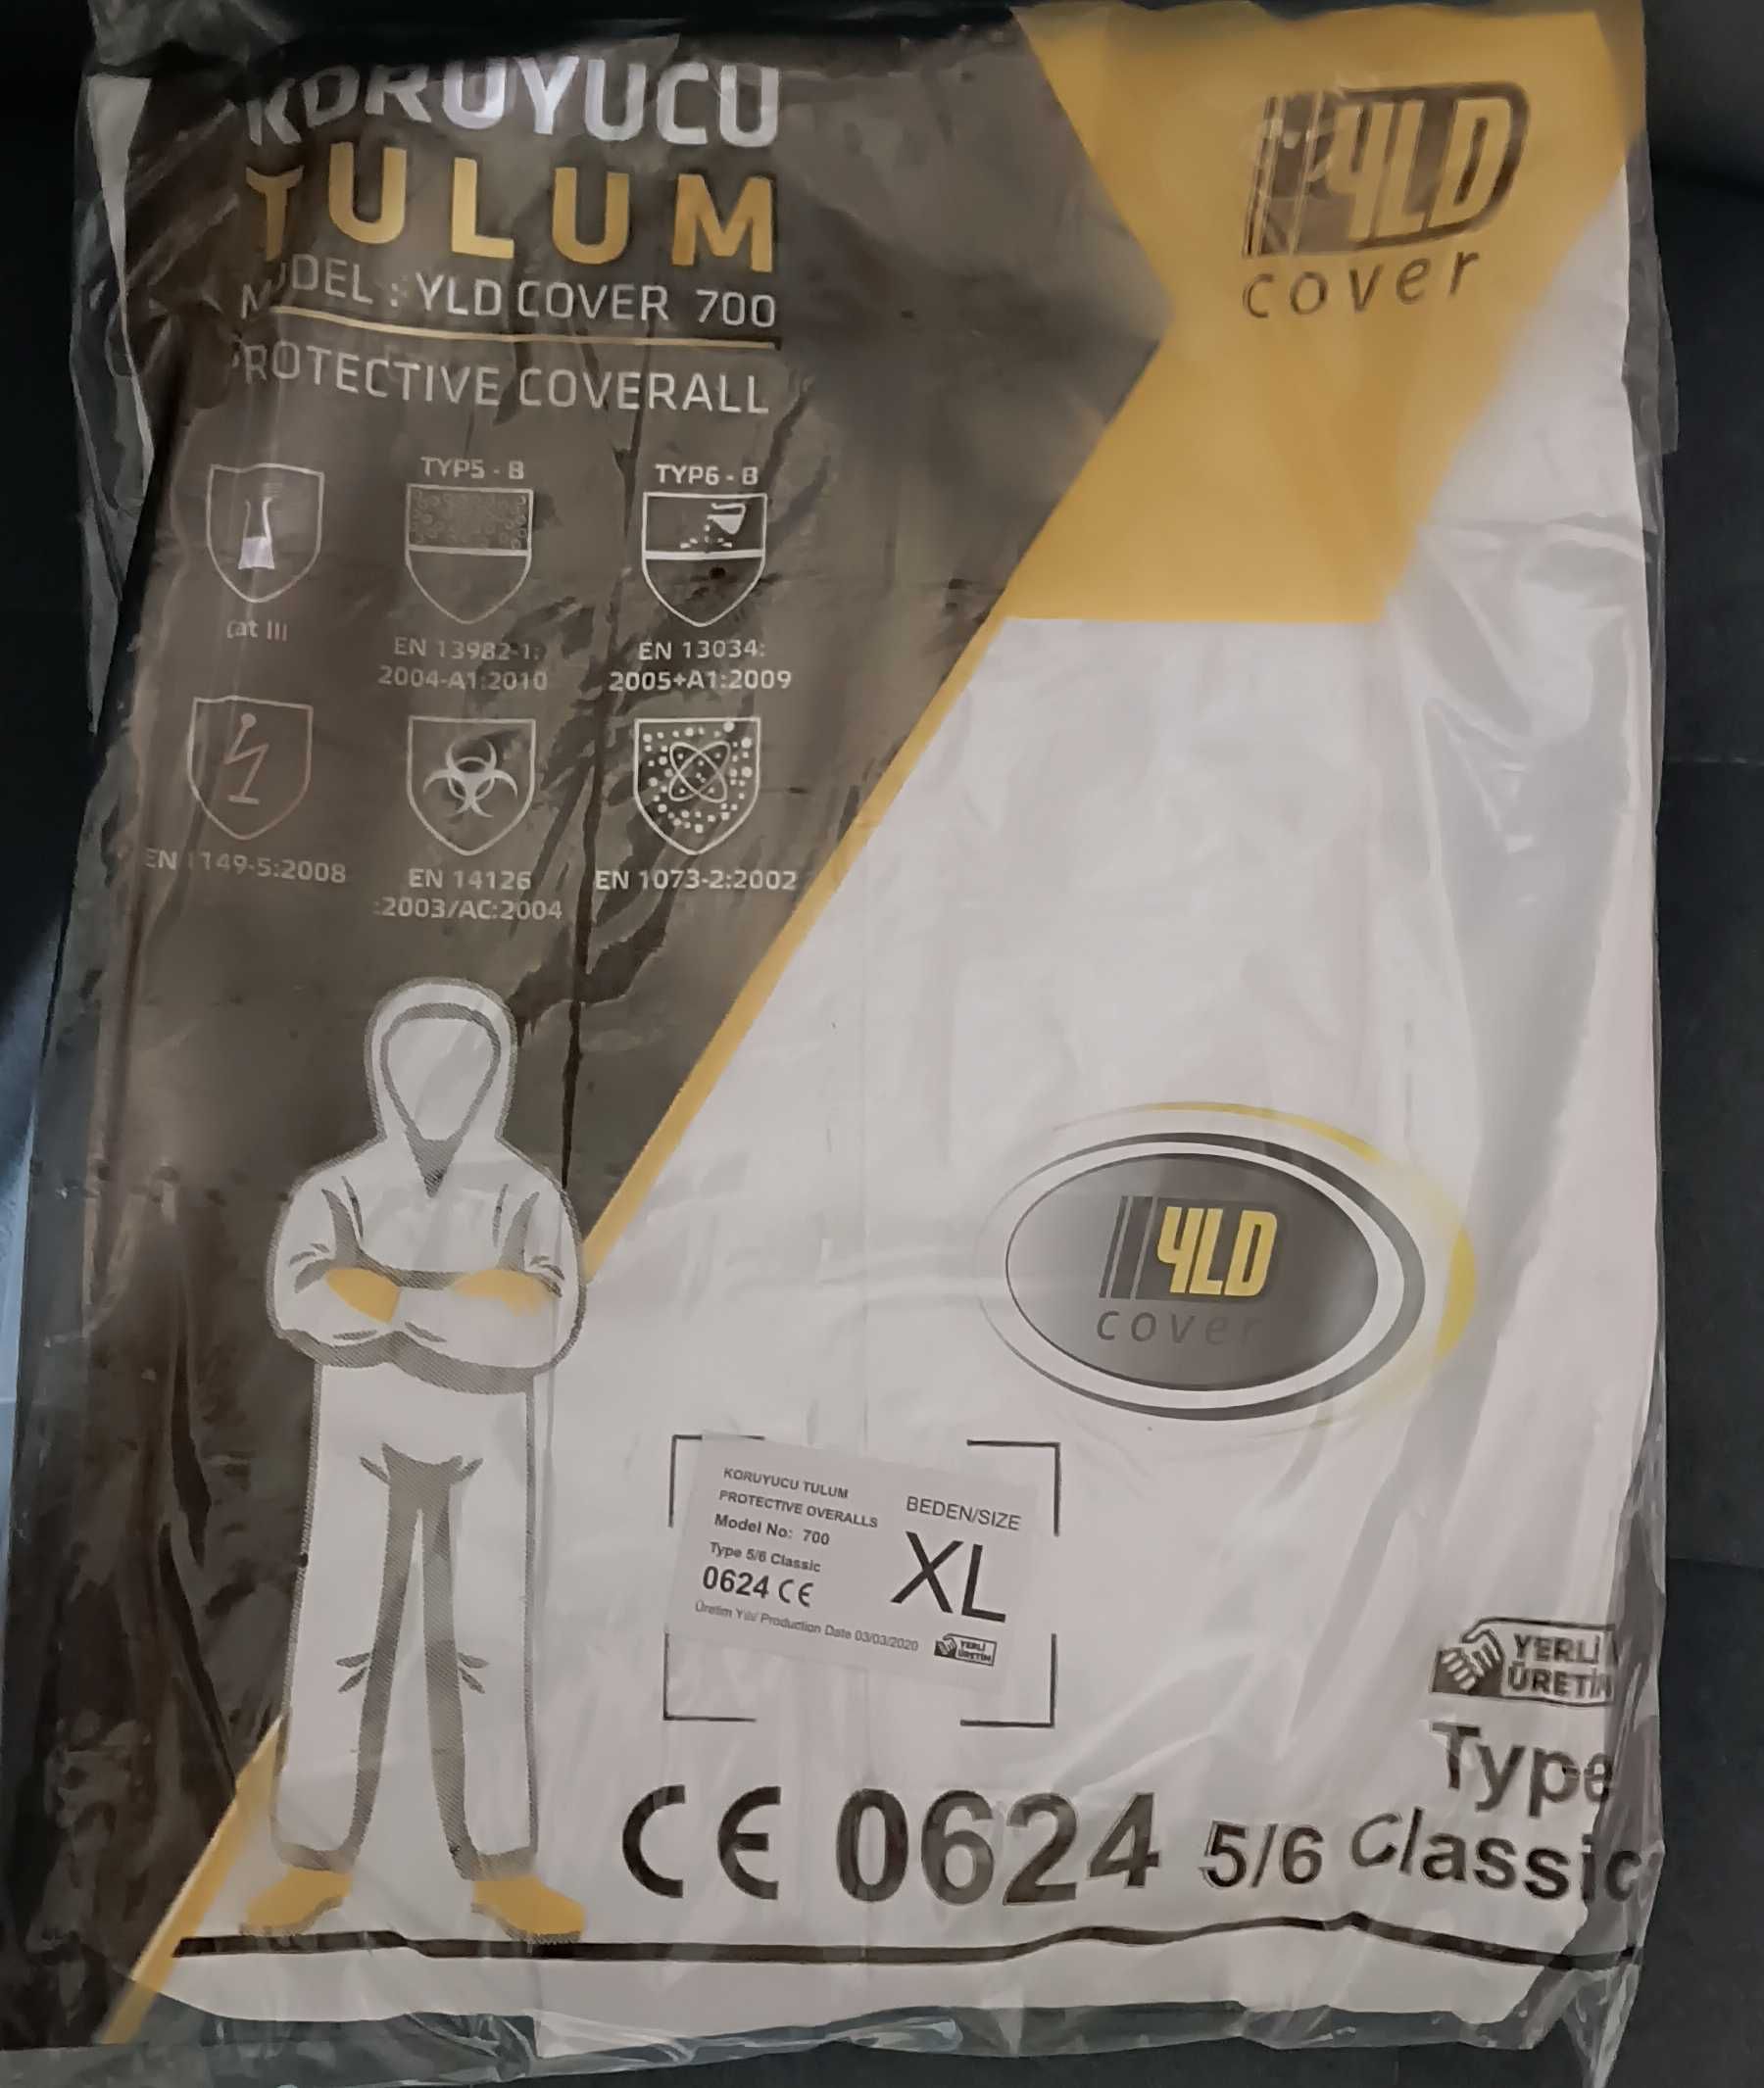 KORUYUCU
TULUM
MODEL : YLD COVER 700
PROTECTIVE COVERALL
YLD
cover
TYP5 - B
TYP6 - B
Cat III
EN 13982-1:
2004-A1:2010
EN 13034:
2005+A1:2009
EN 1149-5:2008
EN 14126
:2003/AC:2004
EN 1073-2:2002
YLD
cover
KORUYUCU TULUM
PROTECTIVE OVERALLS
Model No: 700
Type 5/6 Classic
0624 CE
Üretim Yılı/ Production Date 03/03/2020
BEDEN/SIZE
XL
YERLİ
ÜRETİM
YERLİ
ÜRETİM
CE 0624 5/6
Type
Classic